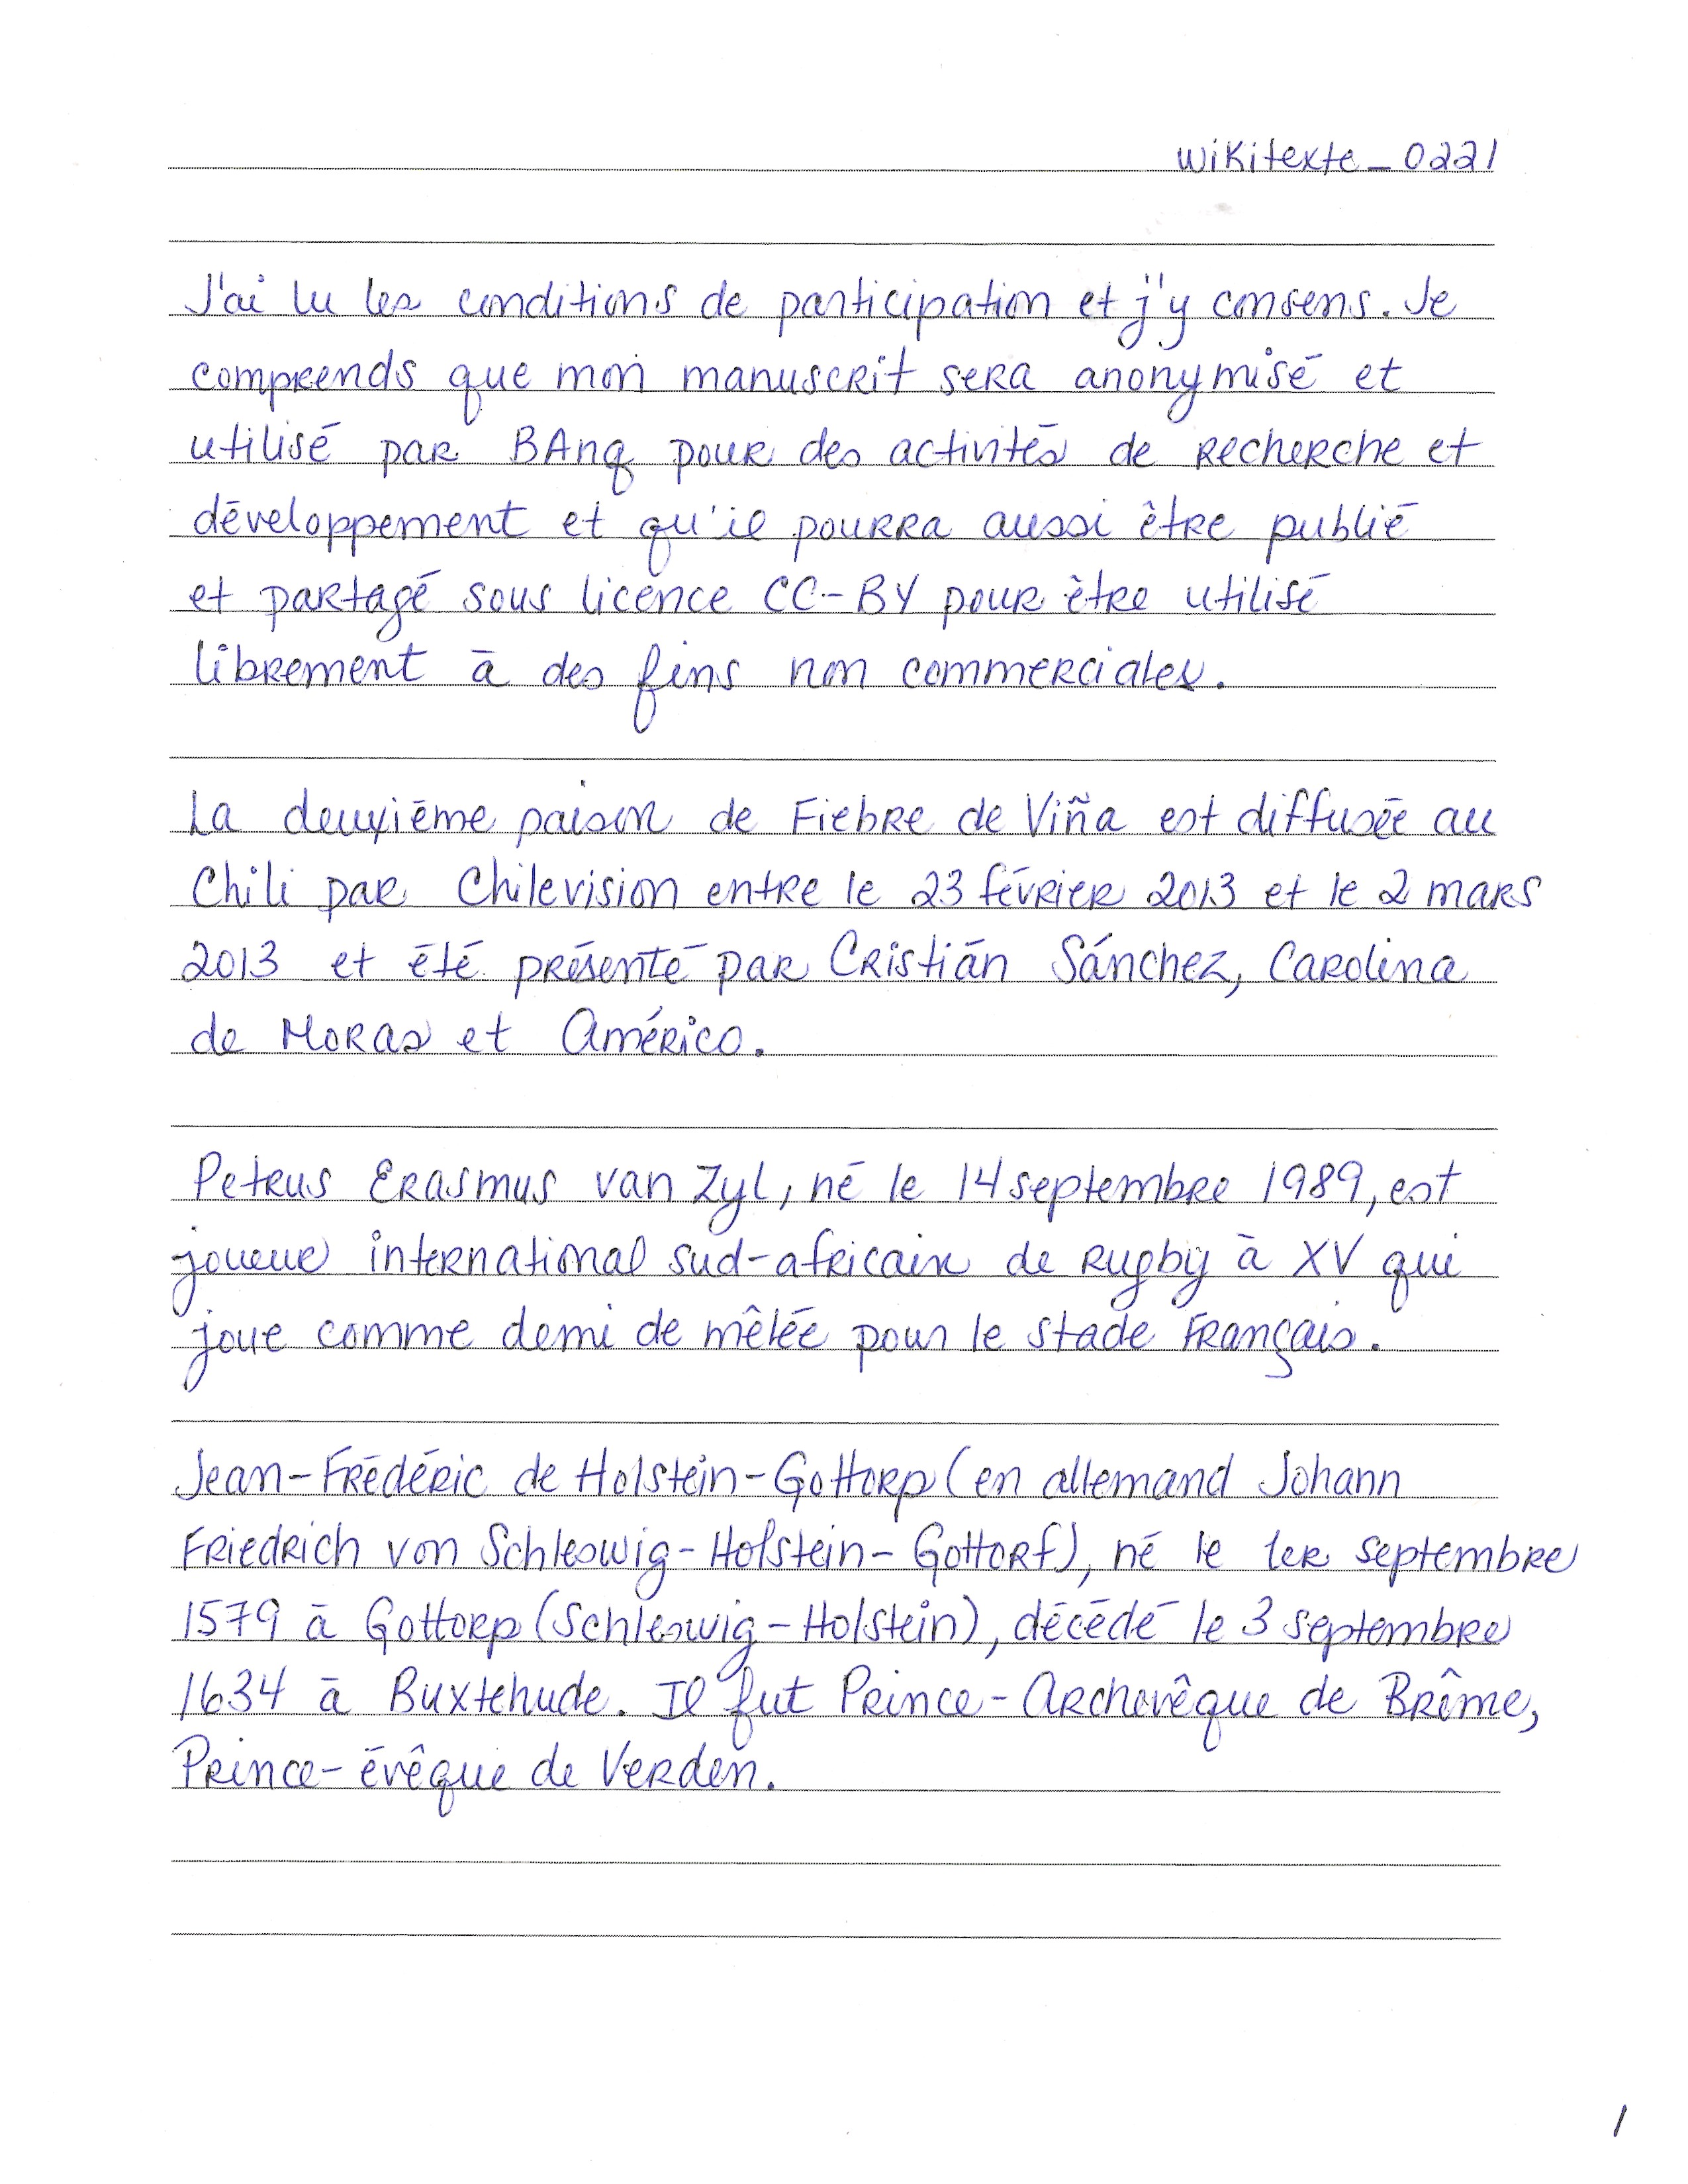 wikitexte_0221
J'ai lu les conditions de participation et j'y consens. Je
comprends que mon manuscrit sera anonymisé et
utilisé par BAnq pour des activités de recherche et
développement et qu'il pourra aussi être publié
et partagé sous licence CC-BY pour être utilisé
librement à des fins non commerciales.
La deuxième saison de Fiebre de Viña est diffusée au
Chili par Chilevision entre le 23 février 2013 et le 2 mars
2013 et été présenté par Cristián Sánchez, Carolina
de Moras et Américo.
Petrus Erasmus van Zyl, né le 14 septembre 1989, est
joueur international sud-africain de rugby à XV qui
joue comme demi de mêlée pour le stade Français.
Jean-Frédéric de Holstein-Gottorp (en allemand Johann
Friedrich von Schleswig-Holstein-Gottorf), né le 1er septembre
1579 à Gottorp (Schleswig-Holstein), décédé le 3 septembre
1634 à Buxtehude. Il fut Prince-Archevêque de Brême,
Prince-évêque de Verden.
1